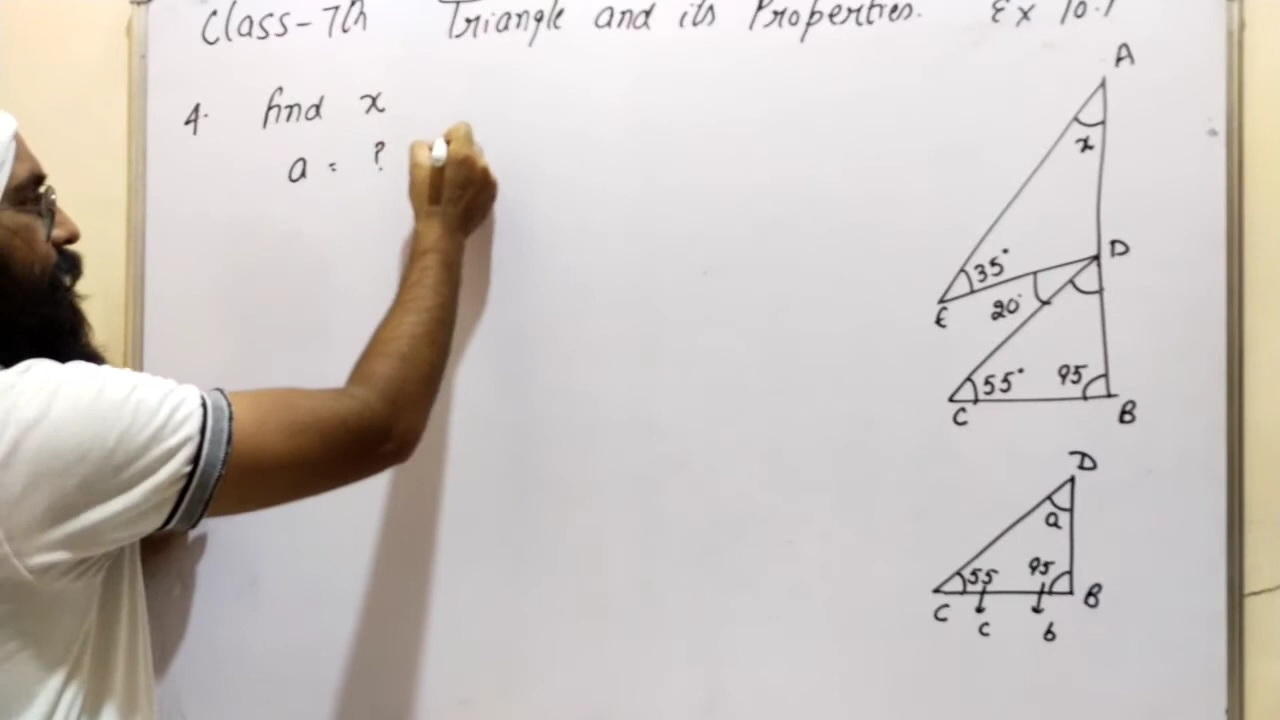 Class-7th Triangle and its Properties. Ex 10.1
4. find x
a = ?
A
x
D
35°
20°
E
55°
95
C
B
D
a
55
95
C
B
c
b